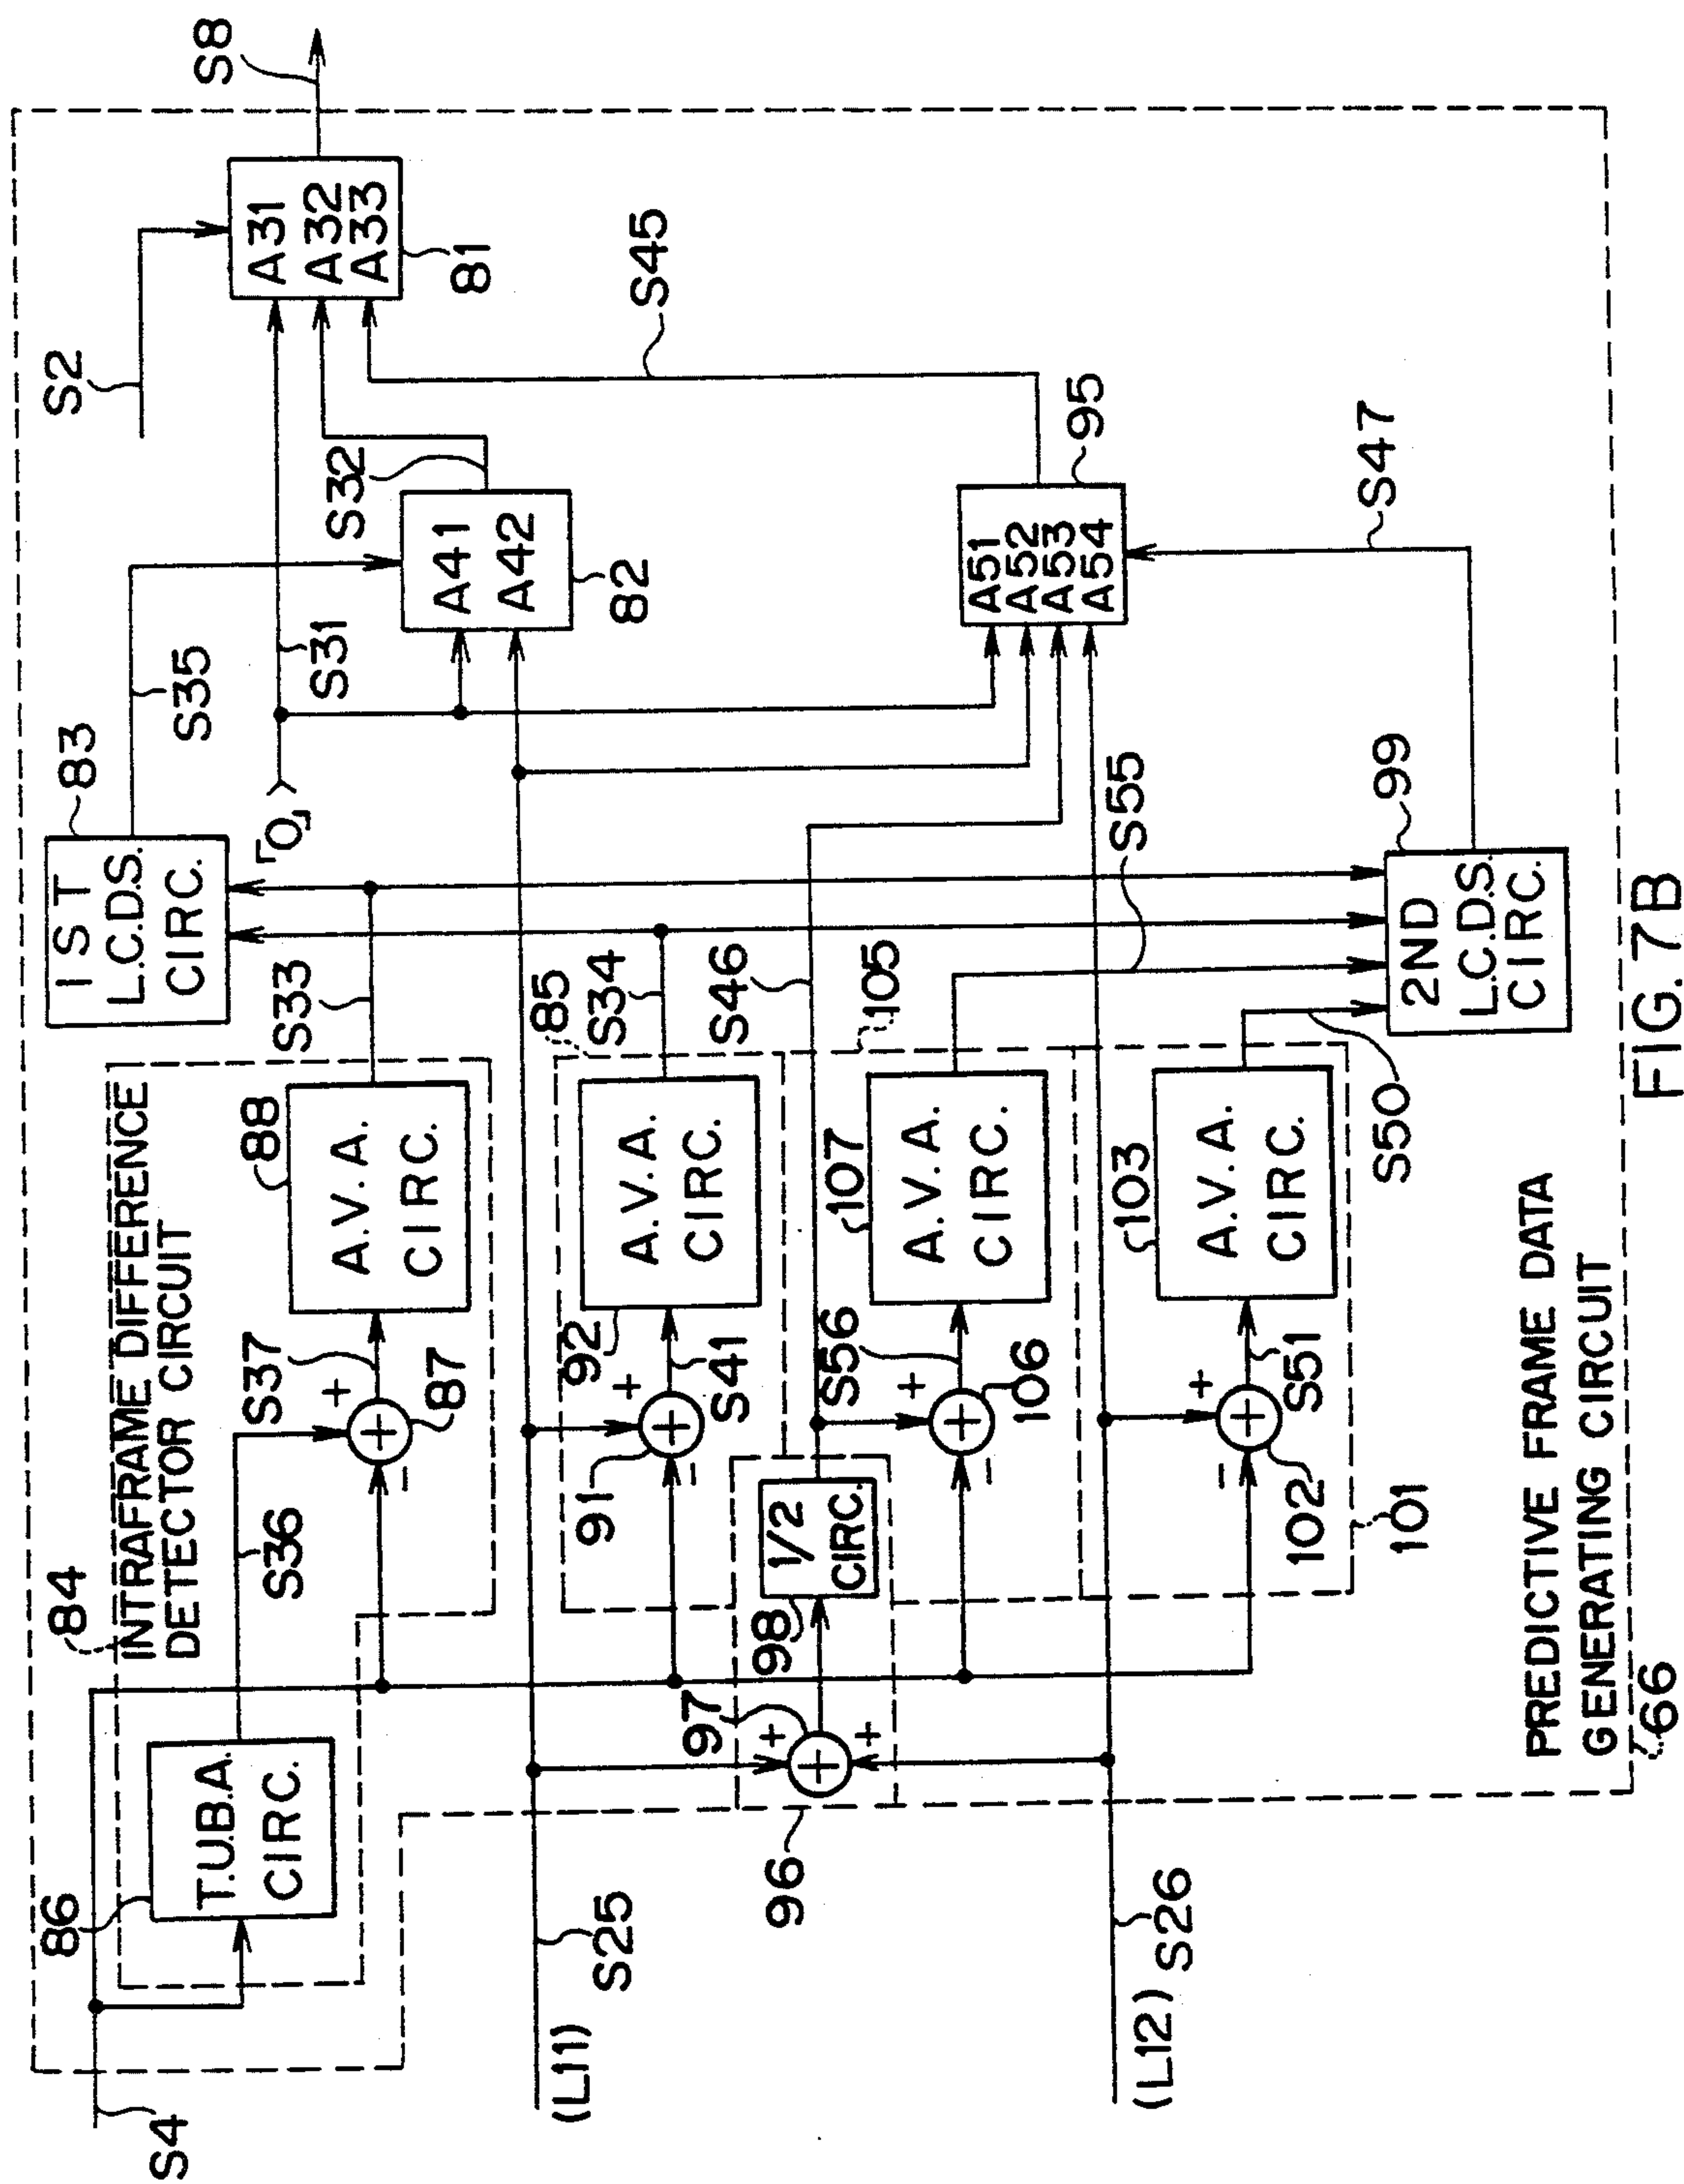 S4
(L11)
S25
(L12)
S26
86
T.U.B.A.
CIRC.
84
INTRAFRAME DIFFERENCE
DETECTOR CIRCUIT
S36
S37
+
−
87
88
A.V.A.
CIRC.
S33
1ST
L.C.D.S.
CIRC.
83
S35
「0」
S31
S2
A31
A32
A33
81
S8
A41
A42
82
S32
85
91
+
−
S41
92
A.V.A.
CIRC.
S34
96
97
+
+
98
1/2
CIRC.
S46
105
S56
+
−
106
107
A.V.A.
CIRC.
S55
101
102
+
−
S51
103
A.V.A.
CIRC.
S50
2ND
L.C.D.S.
CIRC.
99
S47
A51
A52
A53
A54
95
S45
PREDICTIVE FRAME DATA
GENERATING CIRCUIT
66
FIG. 7B